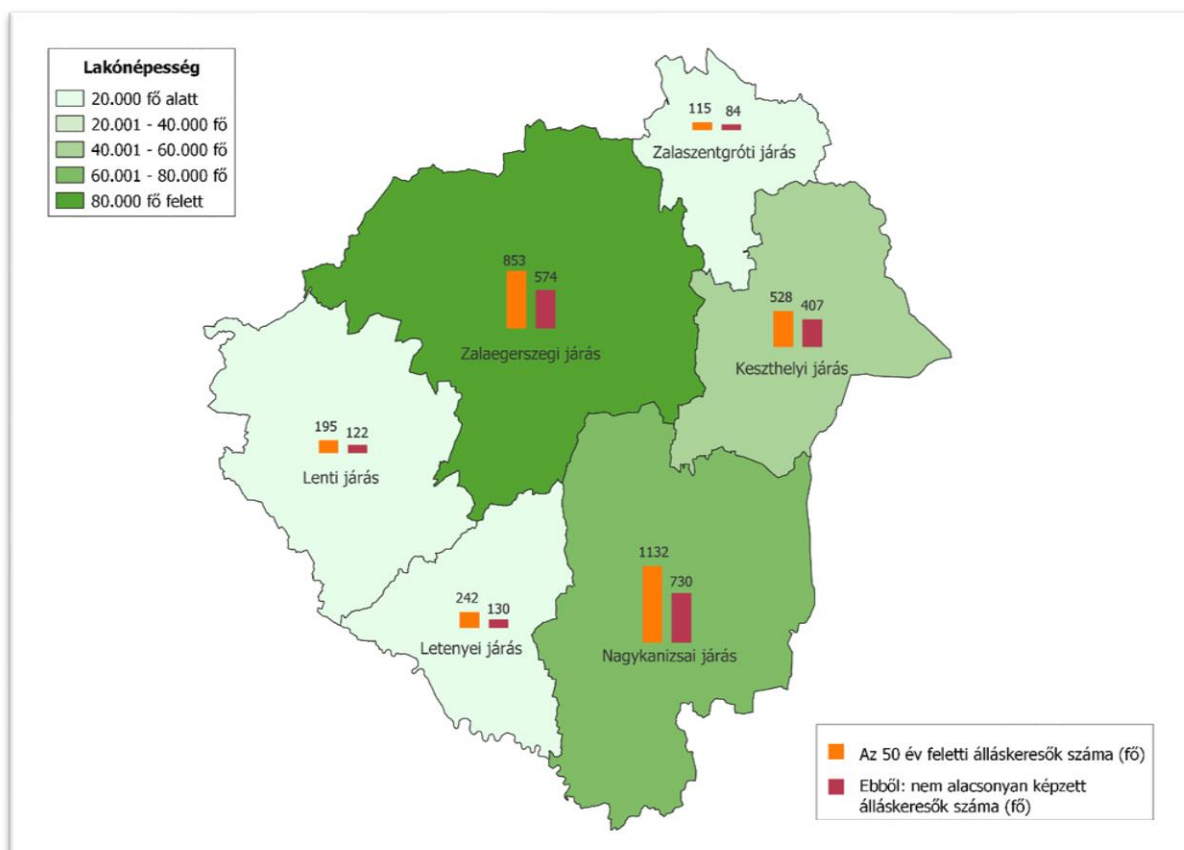 Lakónépesség
20.000 fő alatt
20.001 - 40.000 fő
40.001 - 60.000 fő
60.001 - 80.000 fő
80.000 fő felett
115 84
Zalaszentgróti járás
853 574
Zalaegerszegi járás
528 407
Keszthelyi járás
195 122
Lenti járás
242 130
Letenyei járás
1132 730
Nagykanizsai járás
Az 50 év feletti álláskeresők száma (fő)
Ebből: nem alacsonyan képzett
álláskeresők száma (fő)